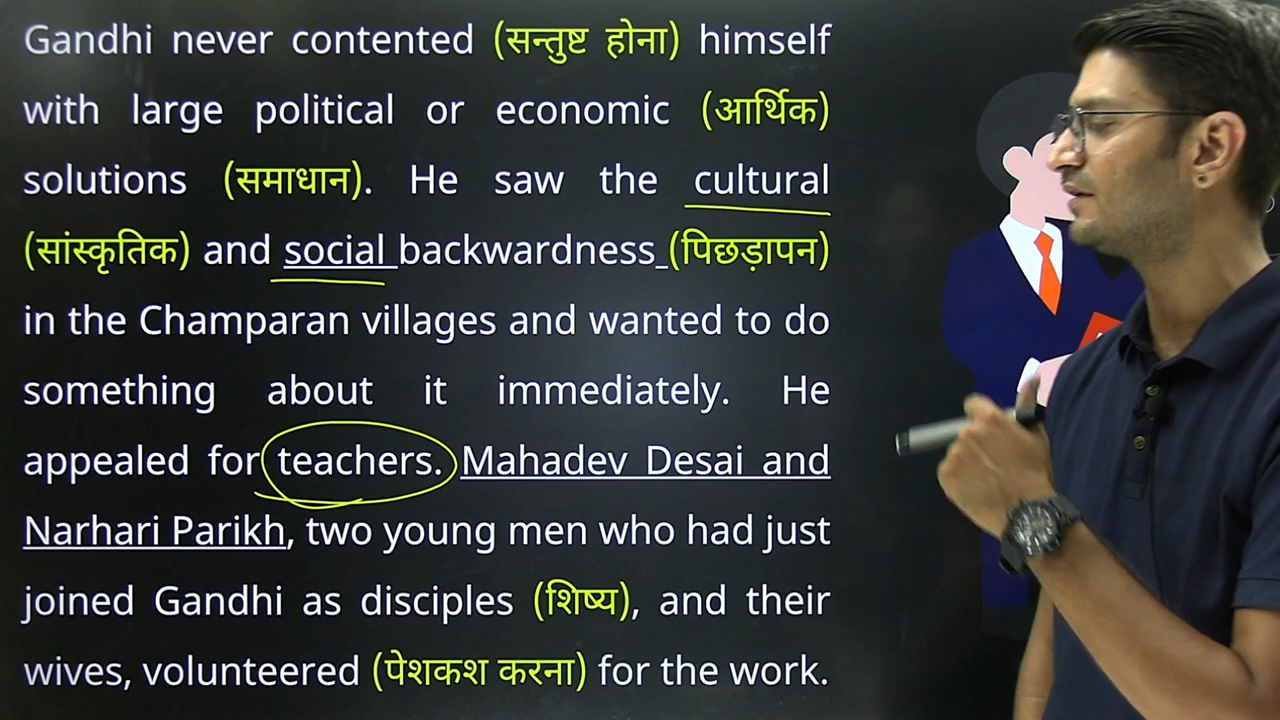 Gandhi never contented (सन्तुष्ट होना) himself
with large political or economic (आर्थिक)
solutions (समाधान). He saw the cultural
(सांस्कृतिक) and social backwardness (पिछड़ापन)
in the Champaran villages and wanted to do
something about it immediately. He
appealed for teachers. Mahadev Desai and
Narhari Parikh, two young men who had just
joined Gandhi as disciples (शिष्य), and their
wives, volunteered (पेशकश करना) for the work.